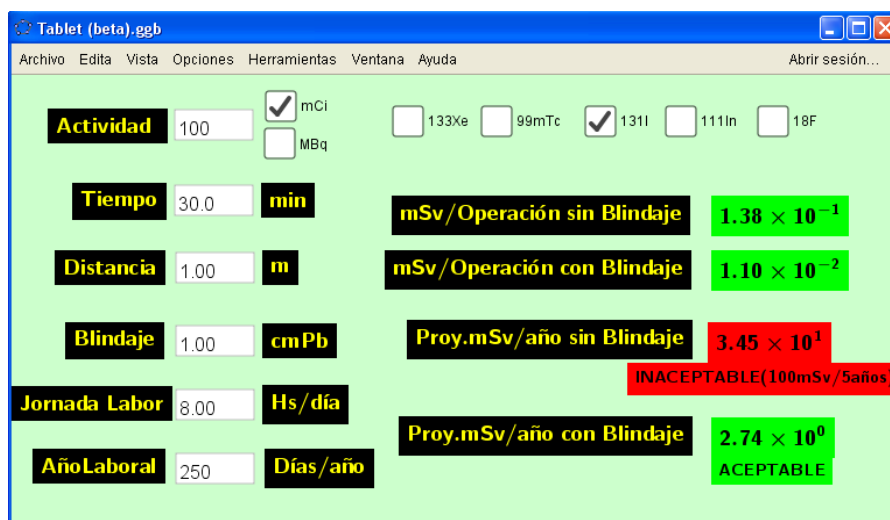 Tablet (beta).ggb
Archivo Edita Vista Opciones Herramientas Ventana Ayuda Abrir sesión...
Actividad 100 mCi
MBq
133Xe 99mTc 131I 111In 18F
Tiempo 30.0 min
mSv/Operación sin Blindaje 1.38 × 10⁻¹
Distancia 1.00 m
mSv/Operación con Blindaje 1.10 × 10⁻²
Blindaje 1.00 cmPb
Proy.mSv/año sin Blindaje 3.45 × 10¹
INACEPTABLE(100mSv/5años)
Jornada Labor 8.00 Hs/día
Proy.mSv/año con Blindaje 2.74 × 10⁰
ACEPTABLE
AñoLaboral 250 Días/año